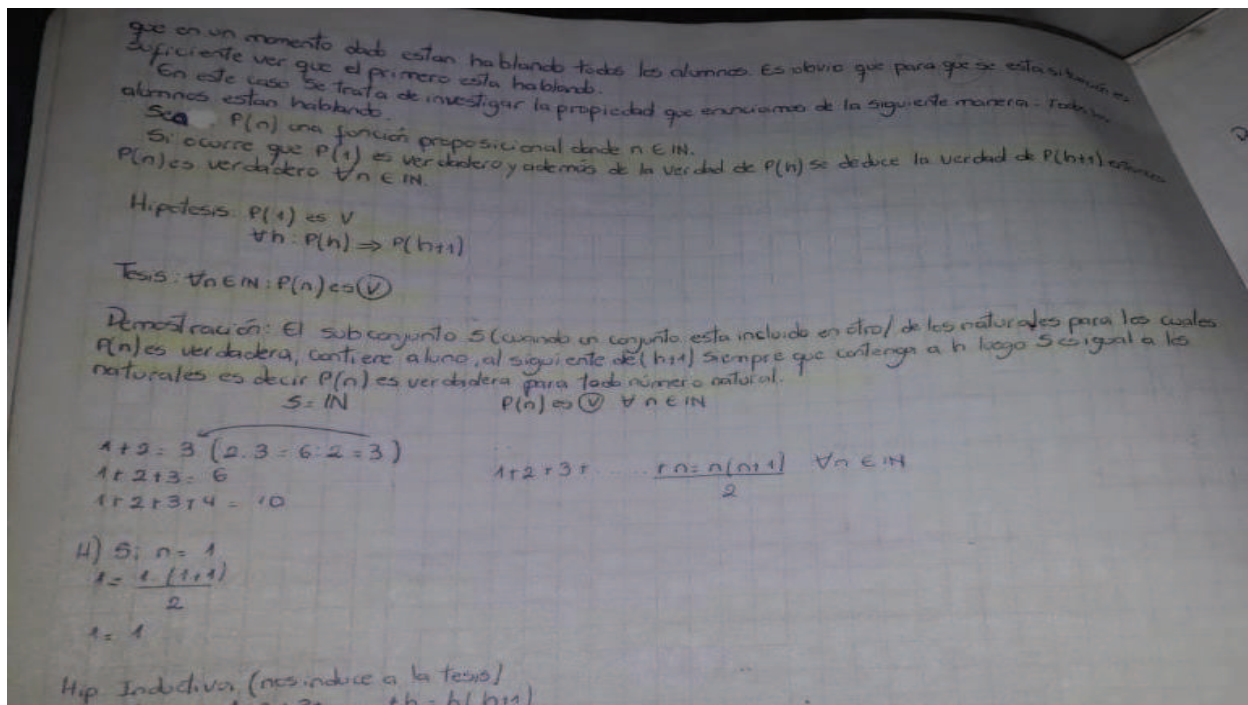 que en un momento dado estan hablando todos los alumnos. Es obvio que para que se esta situación es
suficiente ver que el primero esta hablando.
En este caso se trata de investigar la propiedad que enunciamos de la siguiente manera: Todos los
alumnos estan hablando.
Sea P(n) una función proposicional donde n ∈ IN.
Si ocurre que P(1) es verdadero y además de la verdad de P(h) se deduce la verdad de P(h+1) entonces
P(n) es verdadero ∀n ∈ IN.
Hipotesis: P(1) es V
∀h: P(h) ⇒ P(h+1)
Tesis: ∀n ∈ IN: P(n) es V
Demostración: El subconjunto S (cuando un conjunto esta incluido en otro) de los naturales para los cuales
P(n) es verdadera, contiene al uno, al siguiente de (h+1) siempre que contenga a h luego S es igual a los
naturales es decir P(n) es verdadera para todo número natural.
S = IN P(n) es V ∀ n ∈ IN
1+2 = 3 (2.3 = 6:2 = 3)
1+2+3 = 6 1+2+3+ ...... + n = n(n+1) ∀n ∈ IN
2
1+2+3+4 = 10
Si n = 1
1 = 1.(1+1)
2
1 = 1
Hip Inductiva (nos induce a la tesis)
+h = h(h+1)